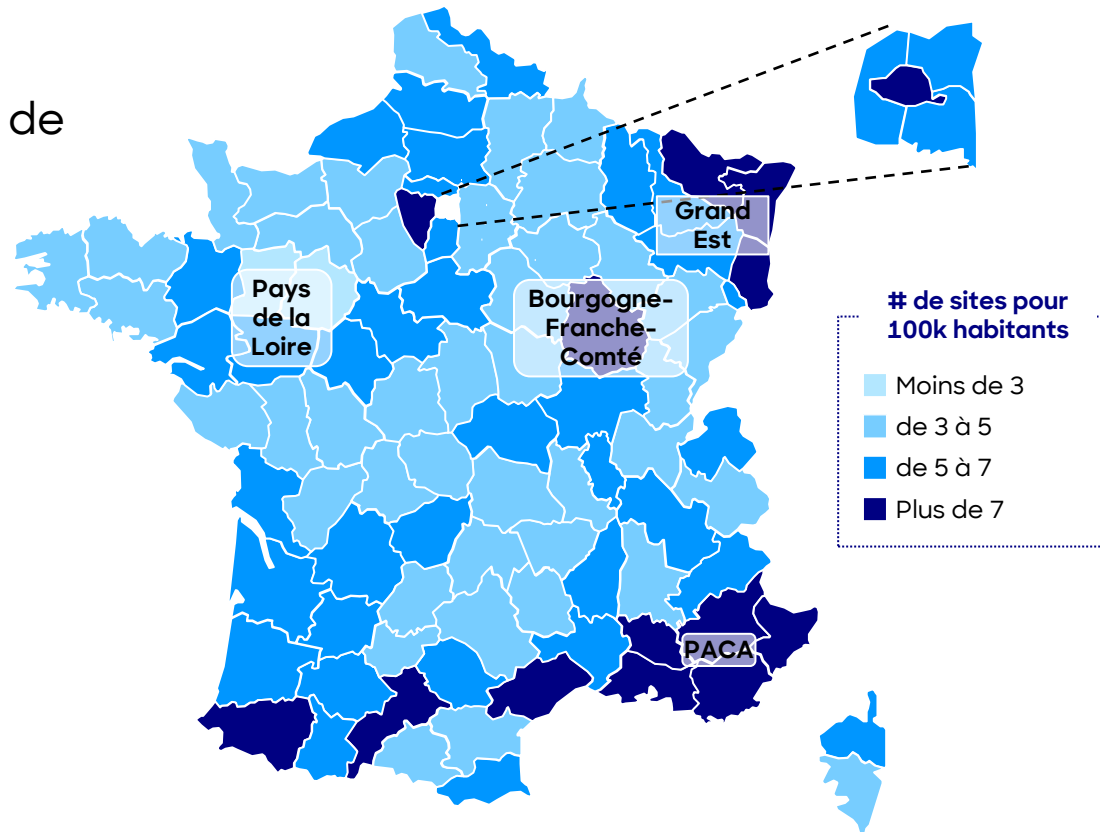 de
Grand
Est
Pays
de la
Loire
Bourgogne-
Franche-
Comté
# de sites pour
100k habitants
Moins de 3
de 3 à 5
de 5 à 7
Plus de 7
PACA